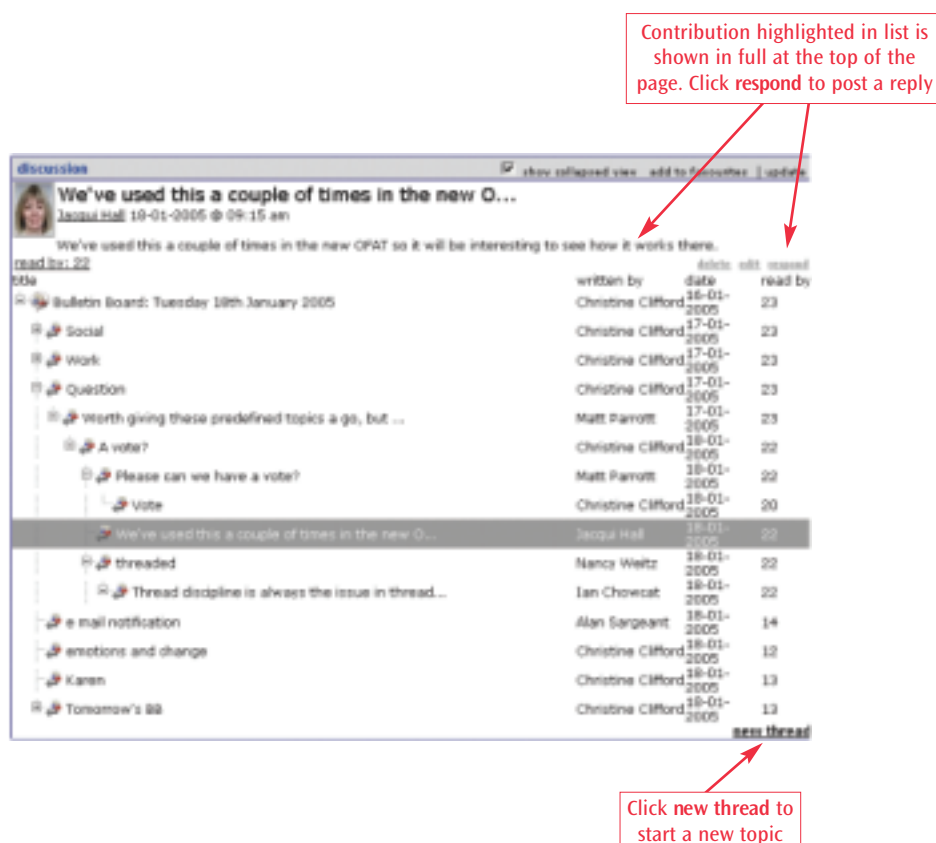 Contribution highlighted in list is
shown in full at the top of the
page. Click respond to post a reply
discussion show collapsed view add to favourites | update
We've used this a couple of times in the new O...
Jacqui Hall 18-01-2005 @ 09:15 am
We've used this a couple of times in the new OPAT so it will be interesting to see how it works there.
read by: 22 delete edit respond
title written by date read by
Bulletin Board: Tuesday 18th January 2005 Christine Clifford 16-01-2005 23
Social Christine Clifford 17-01-2005 23
Work Christine Clifford 17-01-2005 23
Question Christine Clifford 17-01-2005 23
Worth giving these predefined topics a go, but ... Matt Parrott 17-01-2005 23
A vote? Christine Clifford 18-01-2005 22
Please can we have a vote? Matt Parrott 18-01-2005 22
Vote Christine Clifford 18-01-2005 20
We've used this a couple of times in the new O... Jacqui Hall 18-01-2005 22
threaded Nancy Weitz 18-01-2005 22
Thread discipline is always the issue in thread... Ian Chowcat 18-01-2005 22
e mail notification Alan Sargeant 18-01-2005 14
emotions and change Christine Clifford 18-01-2005 12
Karen Christine Clifford 18-01-2005 13
Tomorrow's BB Christine Clifford 18-01-2005 13
new thread
Click new thread to
start a new topic